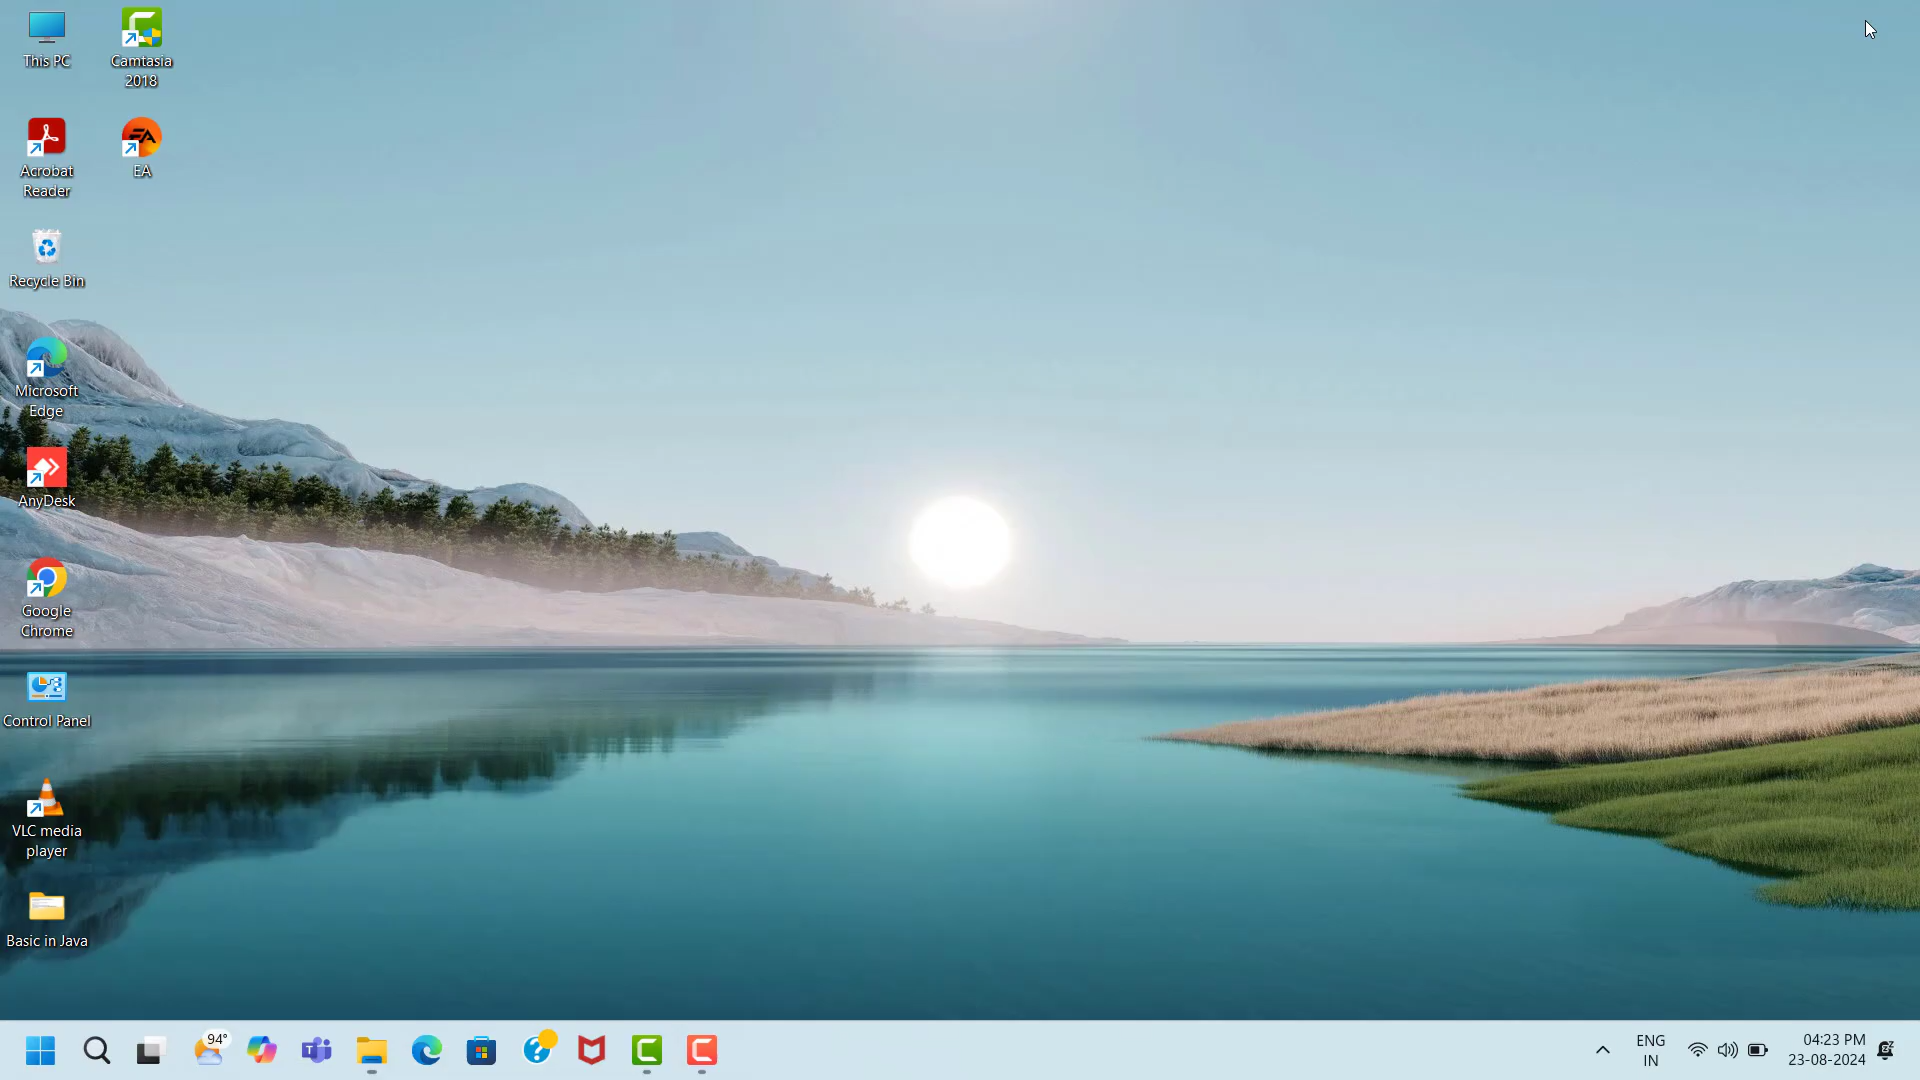 This PC
Camtasia
2018
Acrobat
Reader
EA
Recycle Bin
Microsoft
Edge
AnyDesk
Google
Chrome
Control Panel
VLC media
player
Basic in Java
94°
ENG
IN
04:23 PM
23-08-2024